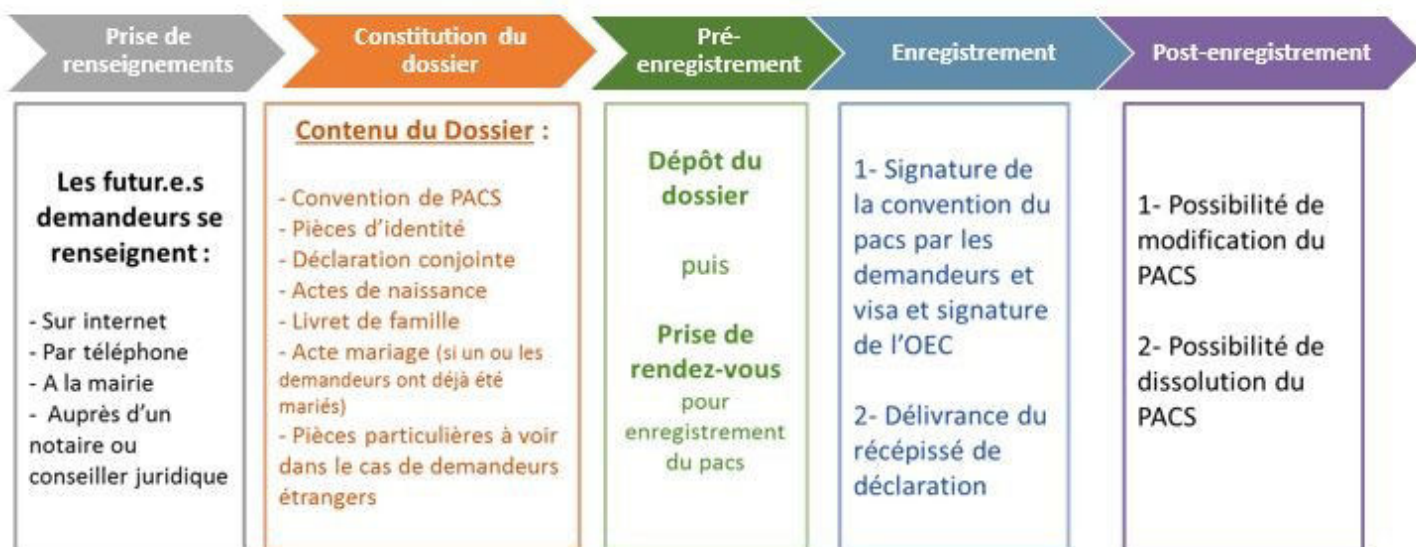 Prise de
renseignements
Constitution du
dossier
Pré-
enregistrement
Enregistrement
Post-enregistrement
Les futur.e.s
demandeurs se
renseignent :
- Sur internet
- Par téléphone
- A la mairie
- Auprès d'un
notaire ou
conseiller juridique
Contenu du Dossier :
- Convention de PACS
- Pièces d'identité
- Déclaration conjointe
- Actes de naissance
- Livret de famille
- Acte mariage (si un ou les
demandeurs ont déjà été
mariés)
- Pièces particulières à voir
dans le cas de demandeurs
étrangers
Dépôt du
dossier
puis
Prise de
rendez-vous
pour
enregistrement
du pacs
1- Signature de
la convention du
pacs par les
demandeurs et
visa et signature
de l'OEC
2- Délivrance du
récépissé de
déclaration
1- Possibilité de
modification du
PACS
2- Possibilité de
dissolution du
PACS